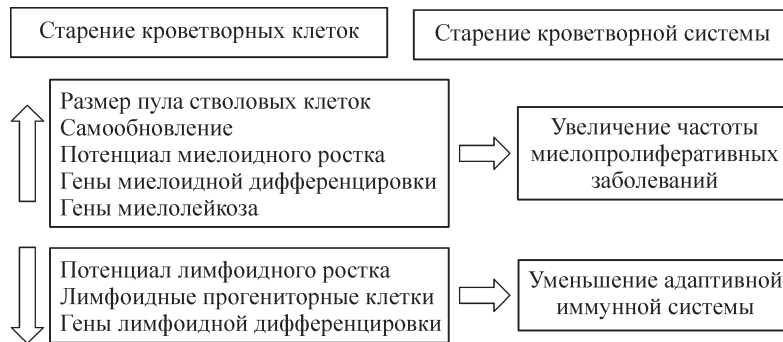 Старение кроветворных клеток
Старение кроветворной системы
Размер пула стволовых клеток
Самообновление
Потенциал миелоидного ростка
Гены миелоидной дифференцировки
Гены миелолейкоза
Увеличение частоты
миелопролиферативных
заболеваний
Потенциал лимфоидного ростка
Лимфоидные прогениторные клетки
Гены лимфоидной дифференцировки
Уменьшение адаптивной
иммунной системы